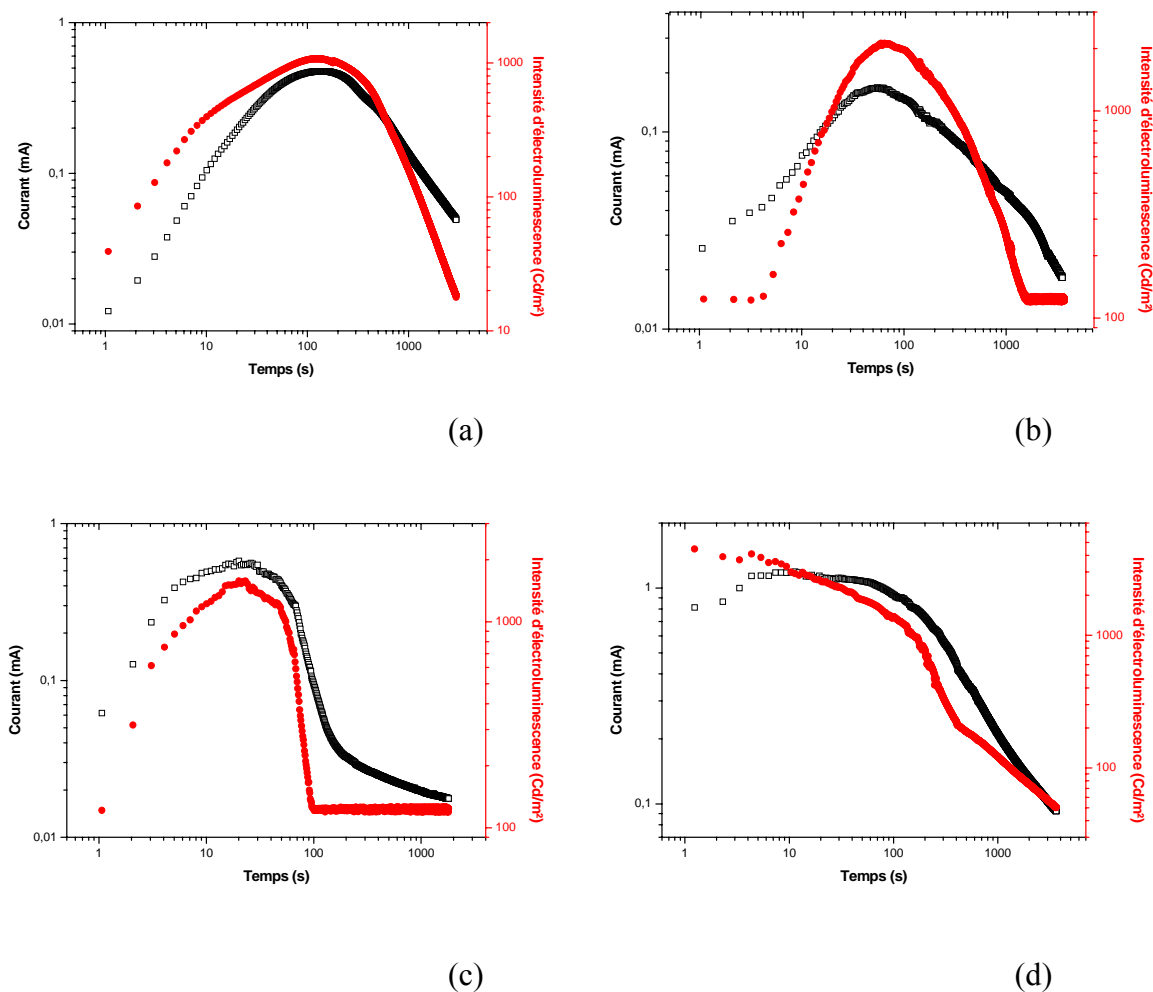 1
0,1
0,01
Courant (mA)
1 10 100 1000
Temps (s)
1000
100
10
Intensité d'électroluminescence (Cd/m²)
(a)
0,1
0,01
Courant (mA)
1 10 100 1000
Temps (s)
1000
100
Intensité d'électroluminescence (Cd/m²)
(b)
1
0,1
0,01
Courant (mA)
1 10 100 1000
Temps (s)
1000
100
Intensité d'électroluminescence (Cd/m²)
(c)
1
0,1
Courant (mA)
1 10 100 1000
Temps (s)
1000
100
Intensité d'électroluminescence (Cd/m²)
(d)